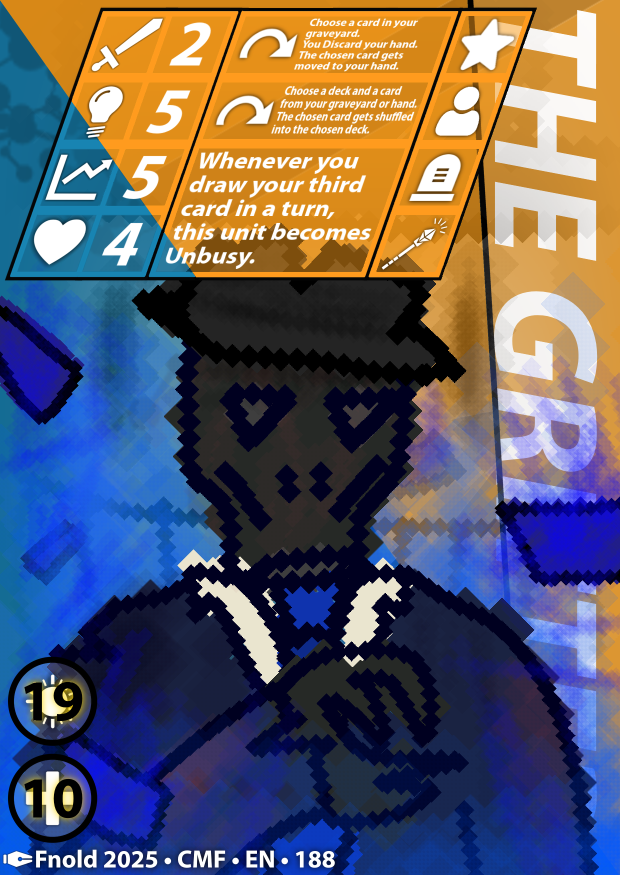 2
Choose a card in your
graveyard.
You Discard your hand.
The chosen card gets
moved to your hand.
5
Choose a deck and a card
from your graveyard or hand.
The chosen card gets shuffled
into the chosen deck.
5
Whenever you
draw your third
card in a turn,
this unit becomes
Unbusy.
4
THE GRIT
19
10
Fnold 2025 • CMF • EN • 188